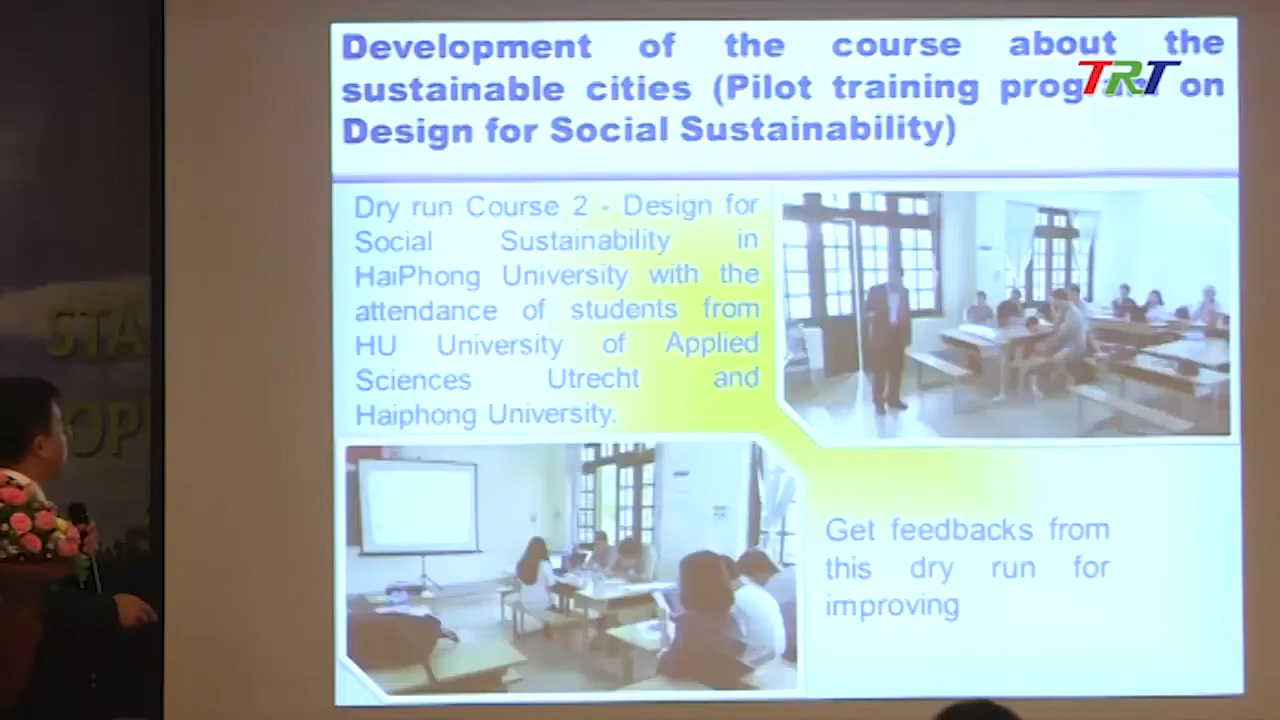 Development of the course about the
sustainable cities (Pilot training program on
Design for Social Sustainability)
TRT
Dry run Course 2 - Design for
Social Sustainability in
HaiPhong University with the
attendance of students from
HU University of Applied
Sciences Utrecht and
Haiphong University.
Get feedbacks from
this dry run for
improving
STA
OP